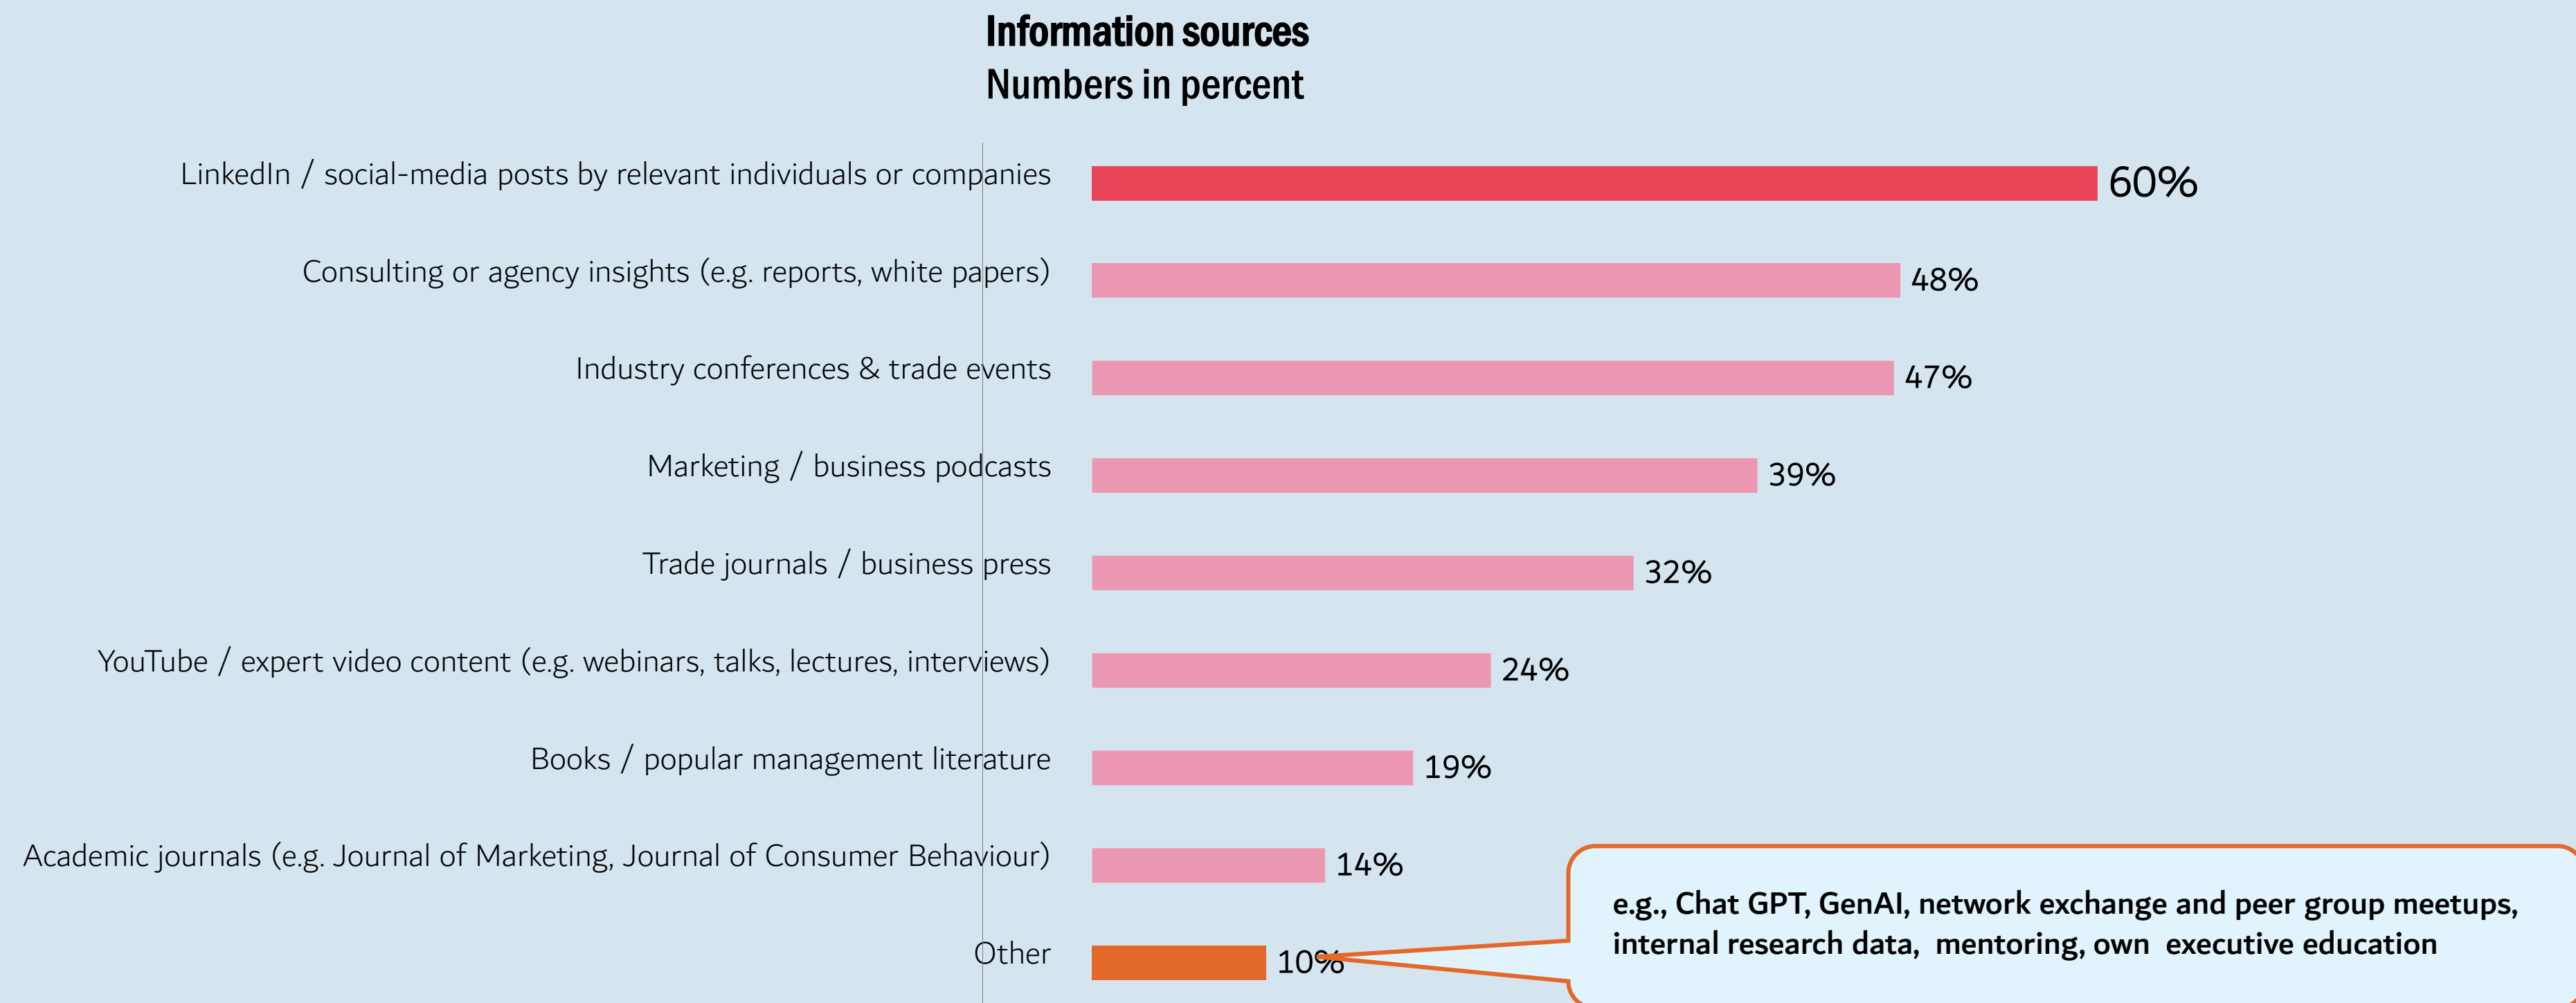 Information sources
Numbers in percent
LinkedIn / social-media posts by relevant individuals or companies
60%
Consulting or agency insights (e.g. reports, white papers)
48%
Industry conferences & trade events
47%
Marketing / business podcasts
39%
Trade journals / business press
32%
YouTube / expert video content (e.g. webinars, talks, lectures, interviews)
24%
Books / popular management literature
19%
Academic journals (e.g. Journal of Marketing, Journal of Consumer Behaviour)
14%
Other
10%
e.g., Chat GPT, GenAI, network exchange and peer group meetups,
internal research data, mentoring, own executive education